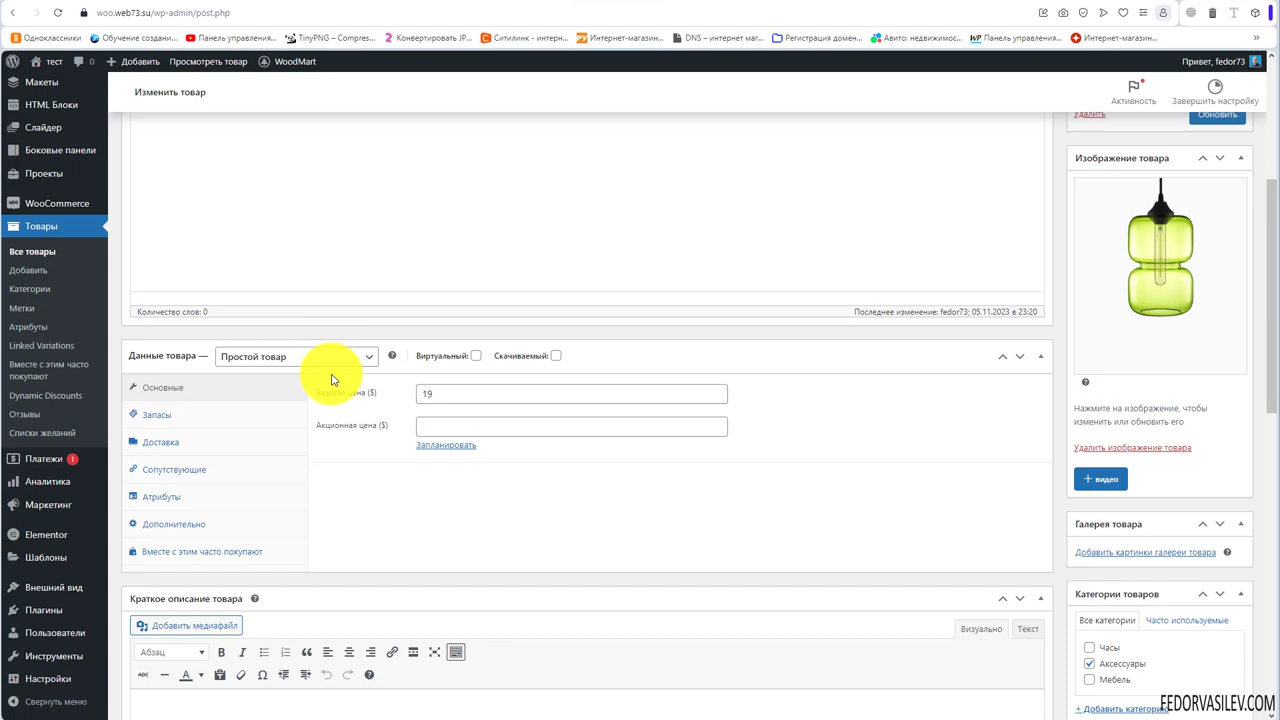 woo.web73.su/wp-admin/post.php
Одноклассники
Обучение создани...
Панель управления...
TinyPNG – Compres...
Конвертировать JP...
Ситилинк - интерн...
Интернет-магазин...
DNS – интернет маг...
Регистрация домен...
Авито: недвижимос...
Панель управления...
Интернет-магазин...
тест
0
Добавить
Просмотреть товар
WoodMart
Привет, fedor73
Макеты
HTML Блоки
Слайдер
Боковые панели
Проекты
WooCommerce
Товары
Все товары
Добавить
Категории
Метки
Атрибуты
Linked Variations
Вместе с этим часто
покупают
Dynamic Discounts
Отзывы
Списки желаний
Платежи 1
Аналитика
Маркетинг
Elementor
Шаблоны
Внешний вид
Плагины
Пользователи
Инструменты
Настройки
Свернуть меню
Изменить товар
Активность
Завершить настройку
Удалить
Обновить
Количество слов: 0
Последнее изменение: fedor73; 05.11.2023 в 23:20
Данные товара —
Простой товар
Виртуальный:
Скачиваемый:
Основные
Запасы
Доставка
Сопутствующие
Атрибуты
Дополнительно
Вместе с этим часто покупают
Базовая цена ($)
19
Акционная цена ($)
Запланировать
Краткое описание товара
Добавить медиафайл
Визуально
Текст
Абзац
Изображение товара
Нажмите на изображение, чтобы
изменить или обновить его
Удалить изображение товара
+ видео
Галерея товара
Добавить картинки галереи товара
Категории товаров
Все категории
Часто используемые
Часы
Аксессуары
Мебель
+ Добавить категорию
FEDORVASILEV.COM